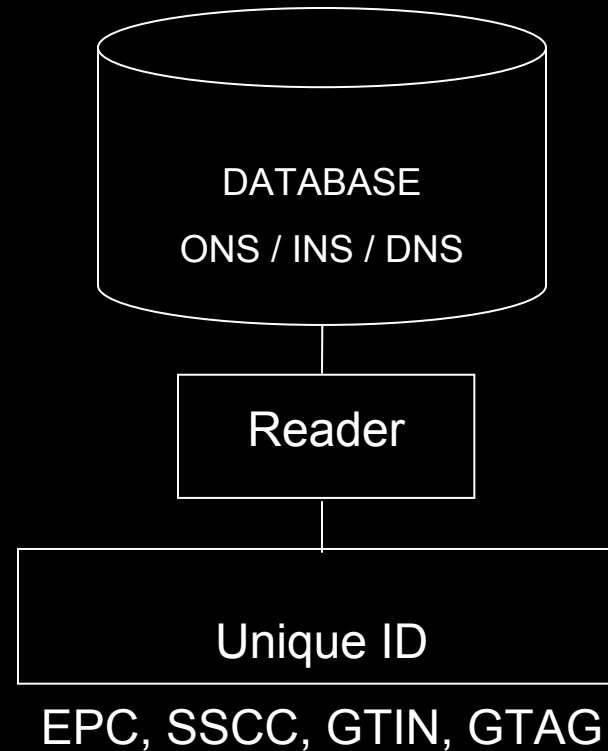 DATABASE
ONS / INS / DNS
Reader
Unique ID
EPC, SSCC, GTIN, GTAG